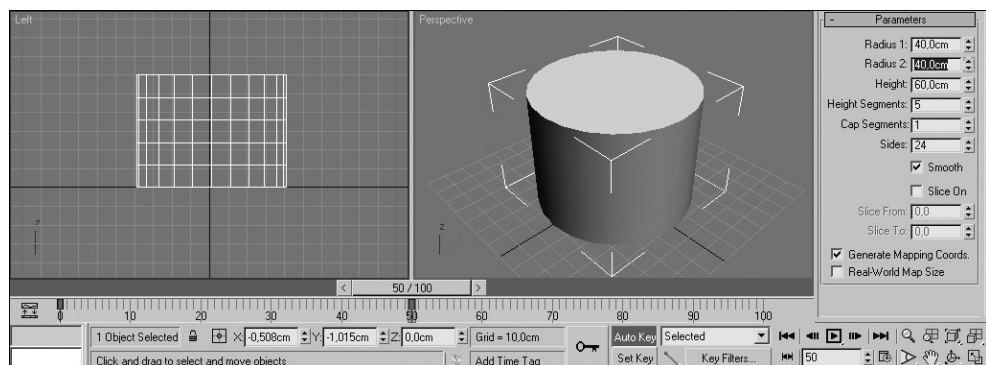 Left
Perspective
- Parameters
Radius 1: 40,0cm
Radius 2: 40,0cm
Height: 60,0cm
Height Segments: 5
Cap Segments: 1
Sides: 24
Smooth
Slice On
Slice From: 0,0
Slice To: 0,0
Generate Mapping Coords.
Real-World Map Size
z
z
< 50 / 100 >
0 10 20 30 40 50 60 70 80 90 100
1 Object Selected X: -0,508cm Y: -1,015cm Z: 0,0cm Grid = 10,0cm Auto Key Selected
Click and drag to select and move objects Add Time Tag Set Key Key Filters... 50